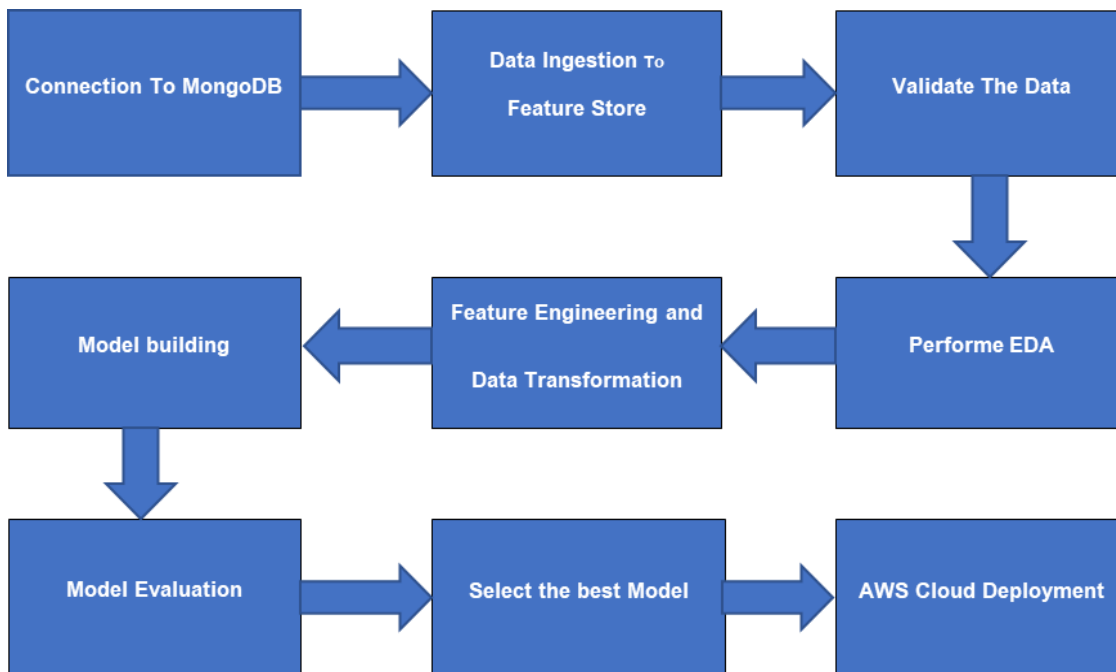 Connection To MongoDB
Data Ingestion To
Feature Store
Validate The Data
Performe EDA
Feature Engineering and
Data Transformation
Model building
Model Evaluation
Select the best Model
AWS Cloud Deployment